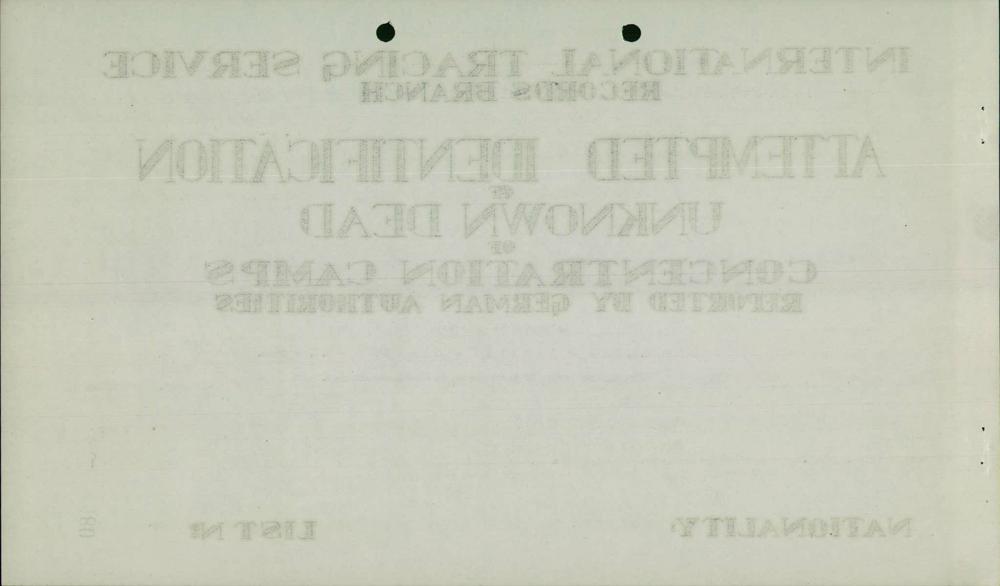 INTERNATIONAL TRACING SERVICE
RECORDS BRANCH
ATTEMPTED IDENTIFICATION
OF
UNKNOWN DEAD
OF
CONCENTRATION CAMPS
REPORTED BY GERMAN AUTHORITIES
NATIONALITY: LIST Nº